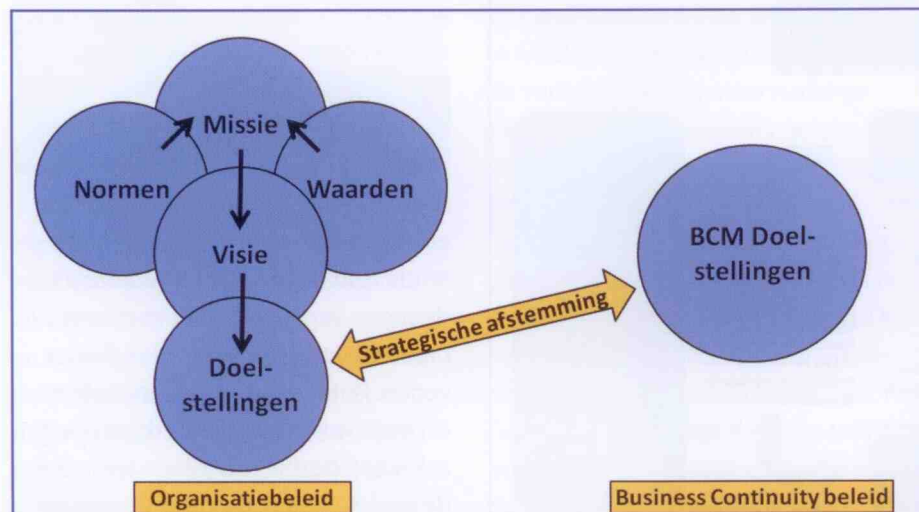 Missie
Normen
Waarden
Visie
BCM Doel-
stellingen
Strategische afstemming
Doel-
stellingen
Organisatiebeleid
Business Continuity beleid